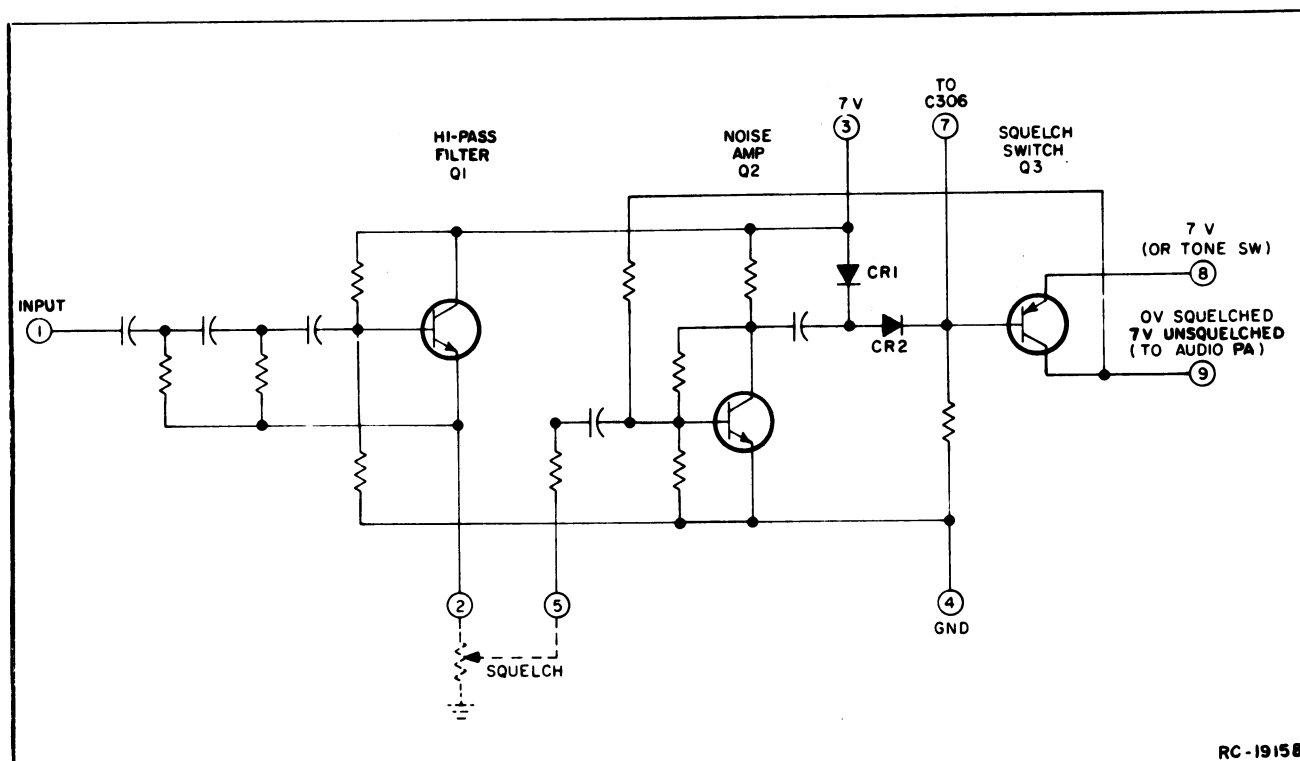 HI-PASS
FILTER
Q1
NOISE
AMP
Q2
7 V
3
TO
C306
7
SQUELCH
SWITCH
Q3
7 V
(OR TONE SW)
8
CR1
INPUT
1
CR2
0V SQUELCHED
7V UNSQUELCHED
(TO AUDIO PA)
9
2
5
4
GND
SQUELCH
RC-19158